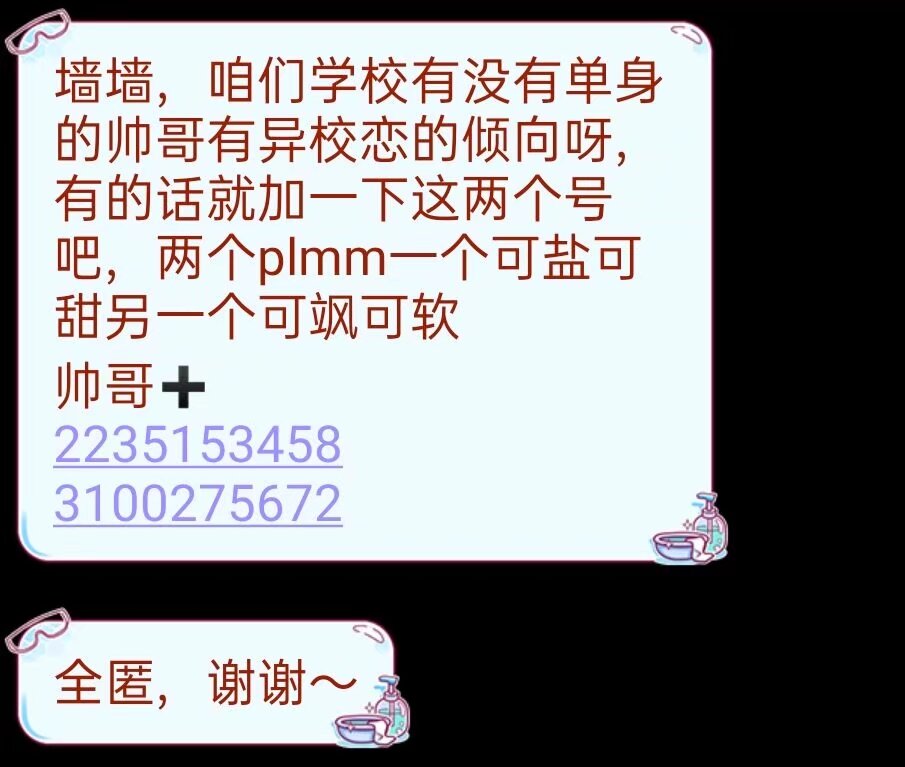 墙墙，咱们学校有没有单身
的帅哥有异校恋的倾向呀，
有的话就加一下这两个号
吧，两个plmm一个可盐可
甜另一个可飒可软
帅哥➕
2235153458
3100275672
全匿，谢谢～